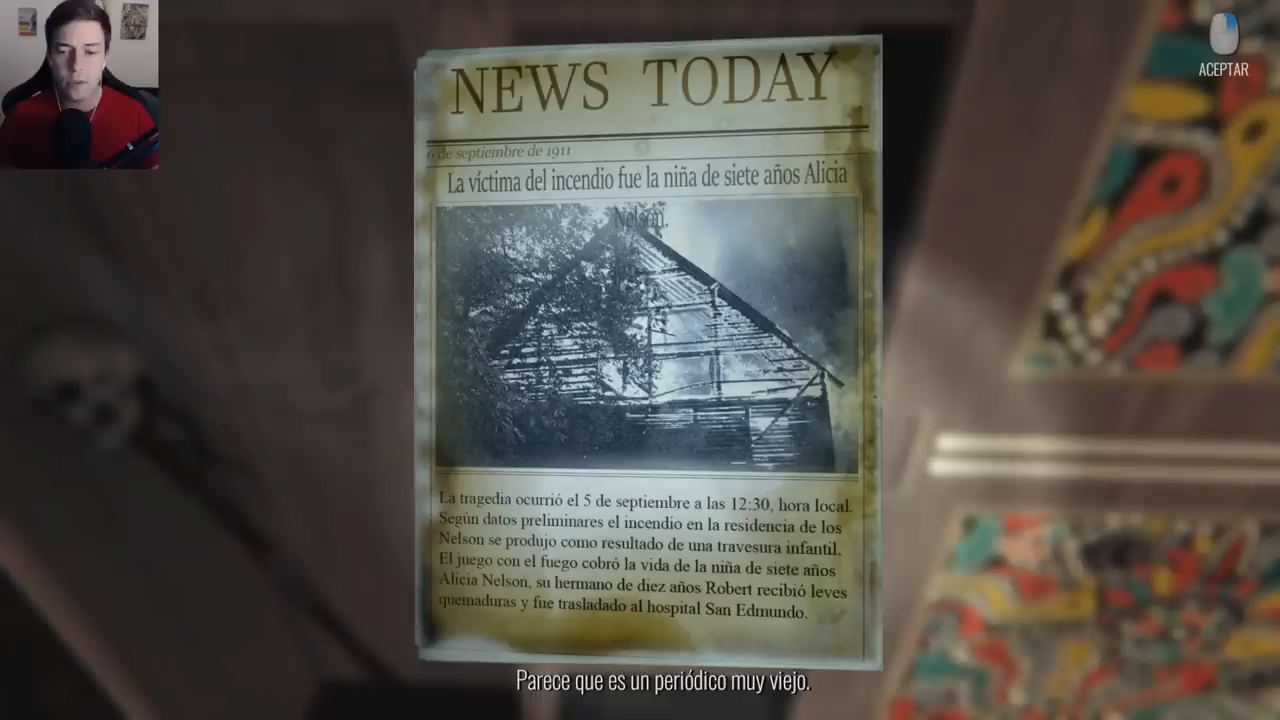 ACEPTAR
NEWS TODAY
6 de septiembre de 1911
La víctima del incendio fue la niña de siete años Alicia
Nelson.
La tragedia ocurrió el 5 de septiembre a las 12:30, hora local.
Según datos preliminares el incendio en la residencia de los
Nelson se produjo como resultado de una travesura infantil.
El juego con el fuego cobró la vida de la niña de siete años
Alicia Nelson, su hermano de diez años Robert recibió leves
quemaduras y fue trasladado al hospital San Edmundo.
Parece que es un periódico muy viejo.